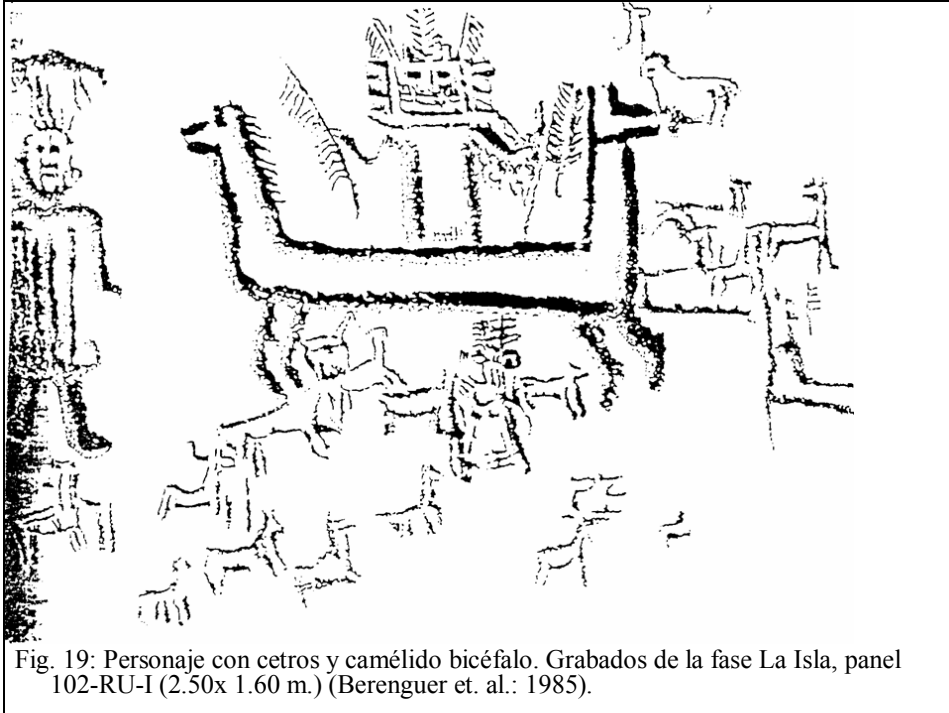 Fig. 19: Personaje con cetros y camélido bicéfalo. Grabados de la fase La Isla, panel
102-RU-I (2.50x 1.60 m.) (Berenguer et. al.: 1985).